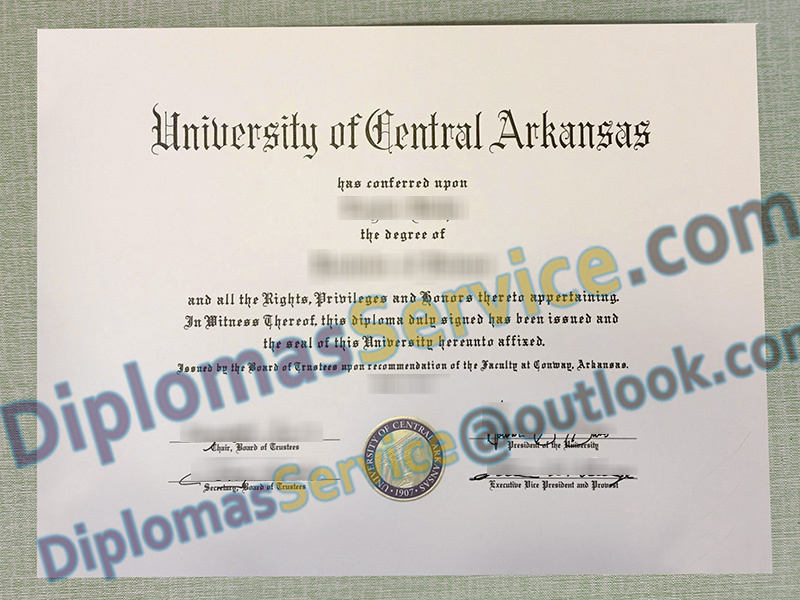 University of Central Arkansas
has conferred upon
the degree of
and all the Rights, Privileges and Honors thereto appertaining.
In Witness Thereof, this diploma duly signed has been issued and
the seal of this University hereunto affixed.
Issued by the Board of Trustees upon recommendation of the Faculty at Conway, Arkansas.
DiplomasService.com
Chair, Board of Trustees
President of the University
Secretary, Board of Trustees
Executive Vice President and Provost
UNIVERSITY OF CENTRAL ARKANSAS
1907
DiplomasService@outlook.com